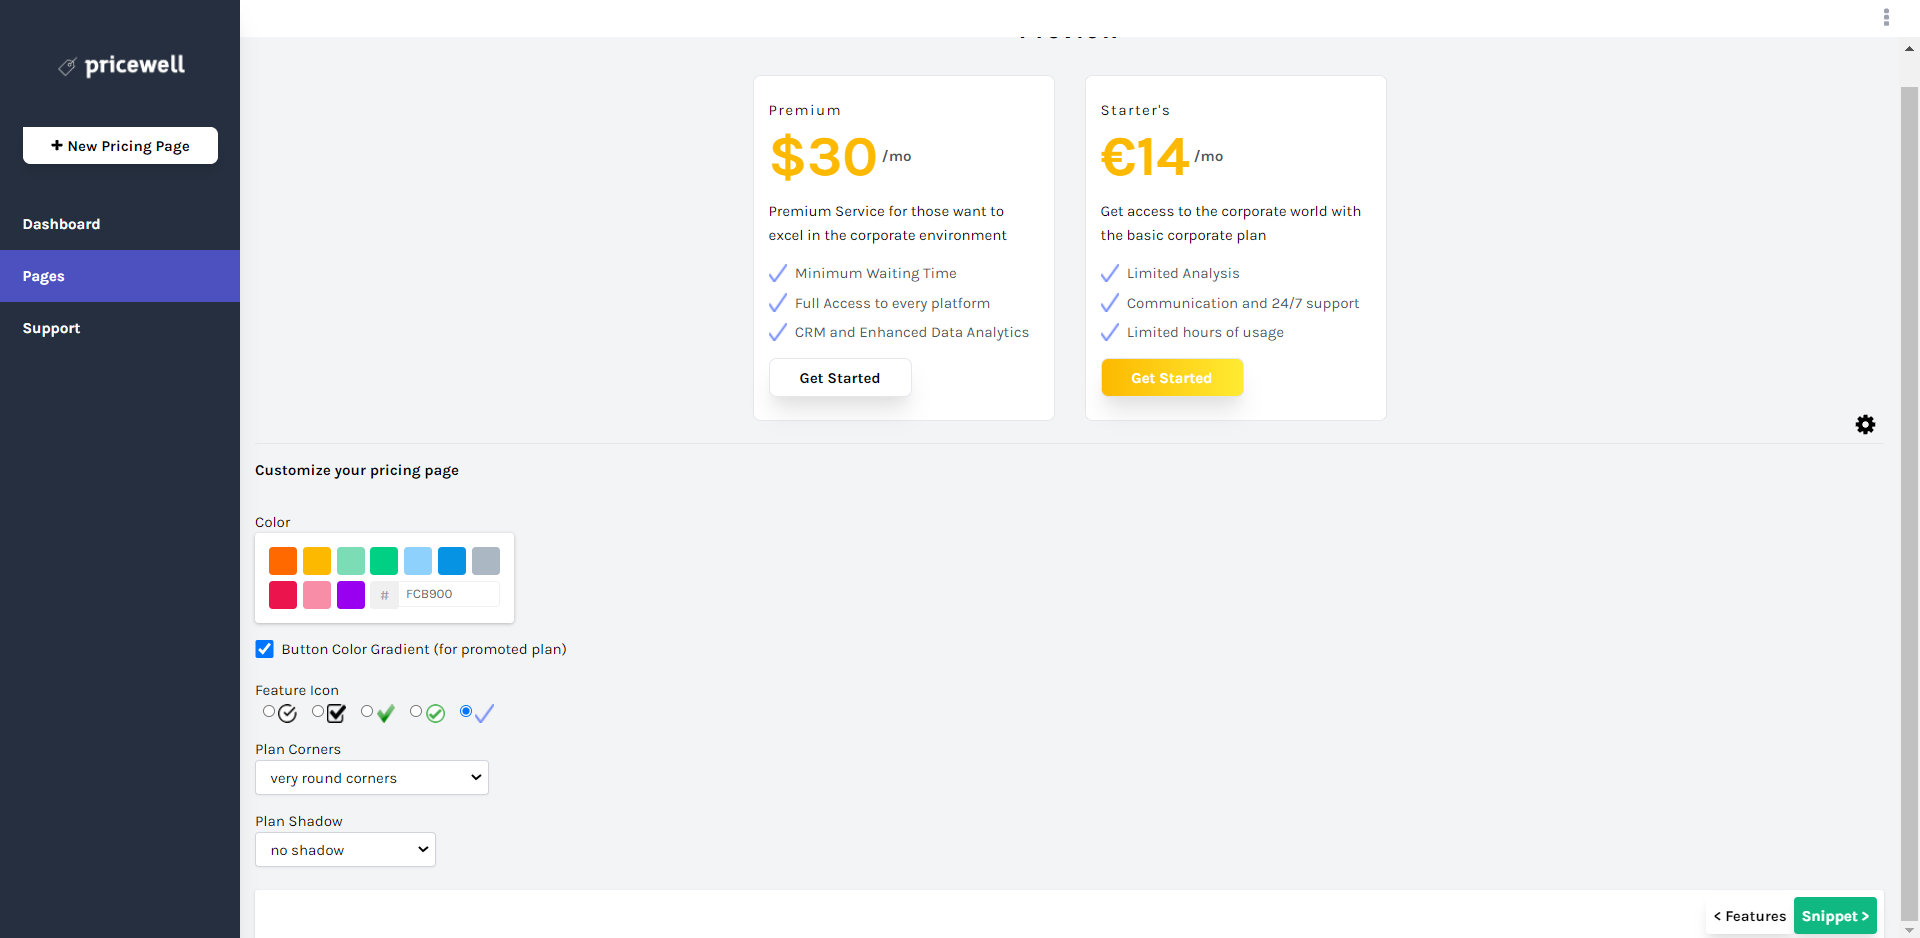 pricewell
+ New Pricing Page
Dashboard
Pages
Support
Premium
$30 /mo
Premium Service for those want to
excel in the corporate environment
Minimum Waiting Time
Full Access to every platform
CRM and Enhanced Data Analytics
Get Started
Starter's
€14 /mo
Get access to the corporate world with
the basic corporate plan
Limited Analysis
Communication and 24/7 support
Limited hours of usage
Get Started
Customize your pricing page
Color
# FCB900
Button Color Gradient (for promoted plan)
Feature Icon
Plan Corners
very round corners
Plan Shadow
no shadow
< Features
Snippet >